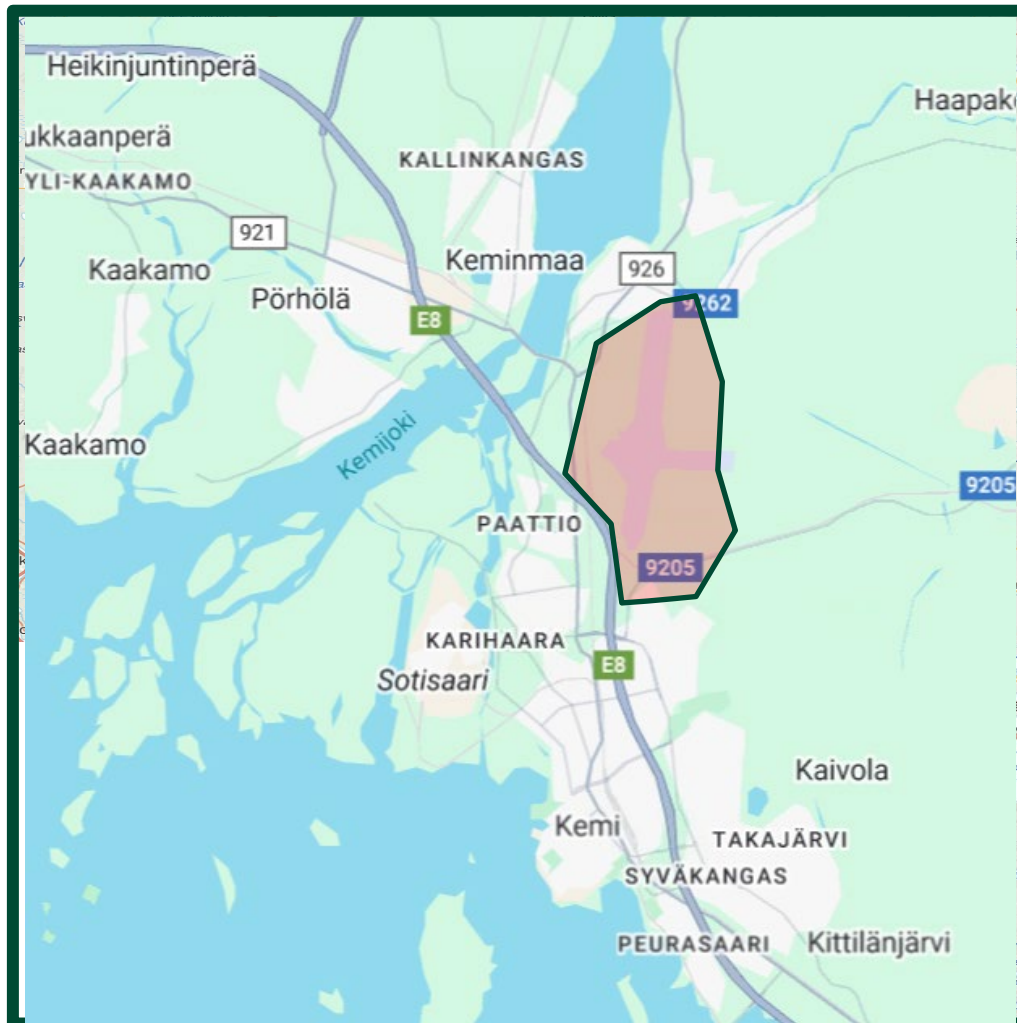 Heikinjuntinperä
Haapak
ukkaanperä
KALLINKANGAS
YLI-KAAKAMO
921
Keminmaa
Kaakamo
926
Pörhölä
9262
E8
Kemijoki
Kaakamo
9205
PAATTIO
9205
KARIHAARA
E8
Sotisaari
Kaivola
Kemi
TAKAJÄRVI
SYVÄKANGAS
PEURASAARI
Kittilänjärvi